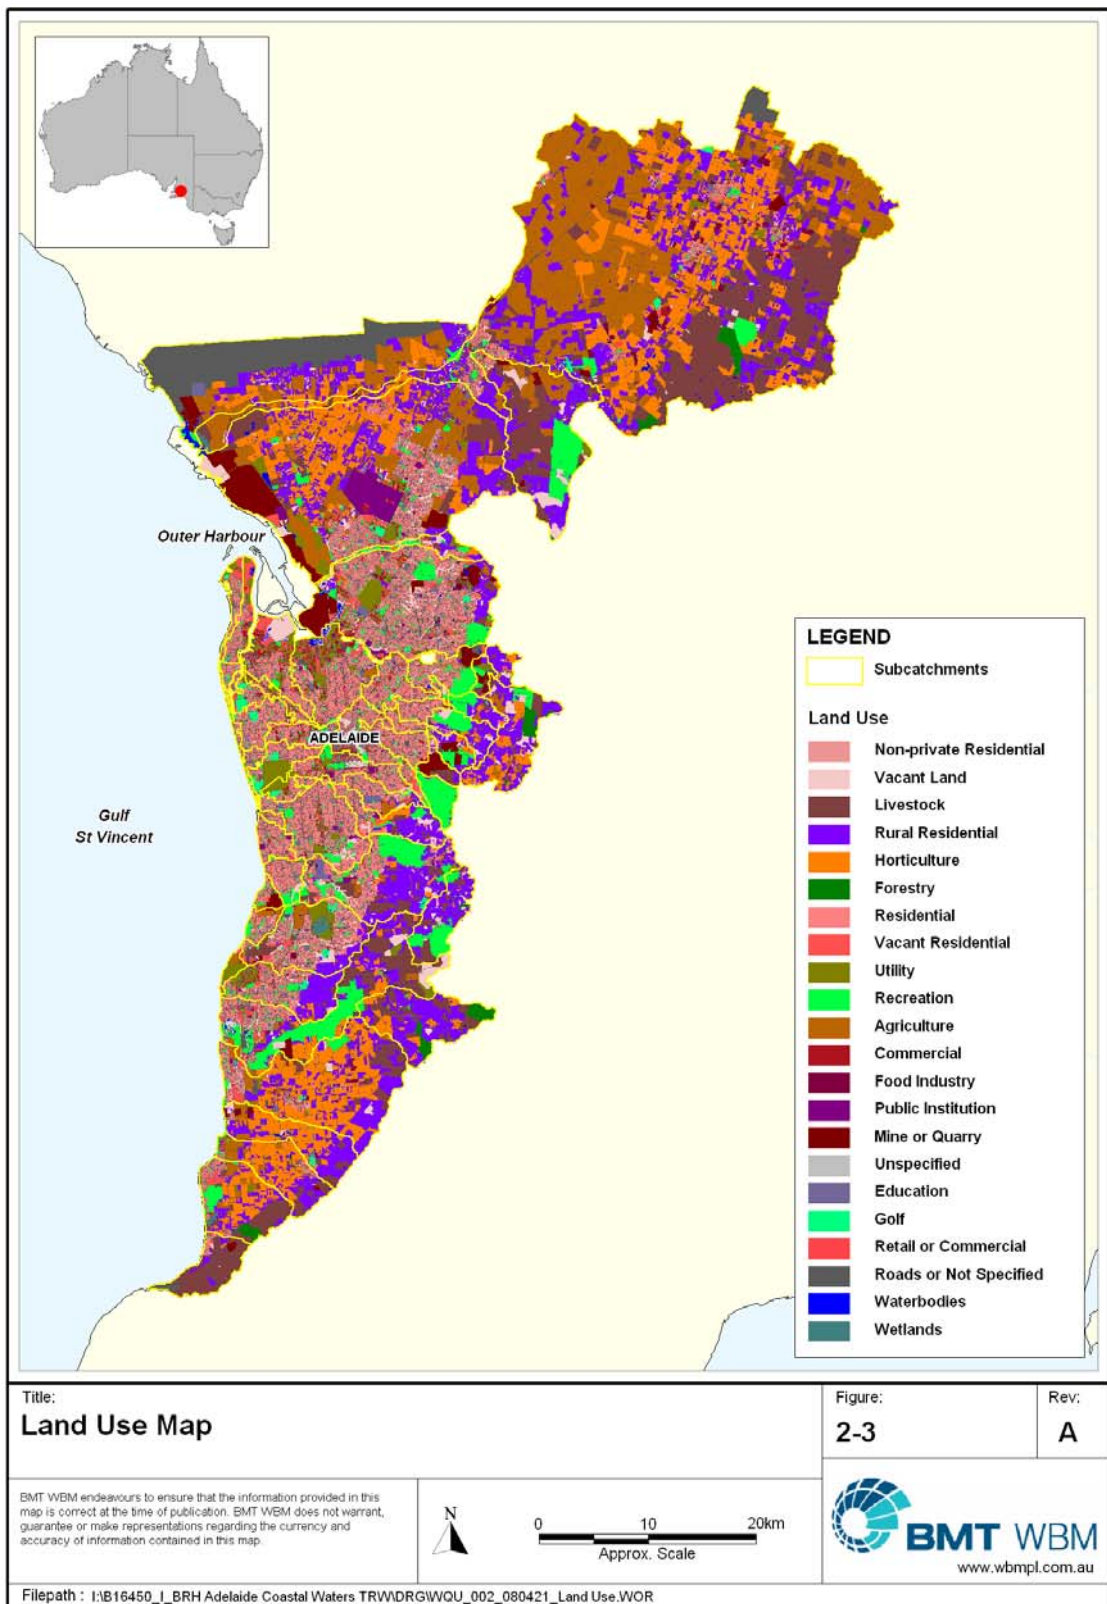 Outer Harbour
ADELAIDE
Gulf
St Vincent
LEGEND
Subcatchments
Land Use
Non-private Residential
Vacant Land
Livestock
Rural Residential
Horticulture
Forestry
Residential
Vacant Residential
Utility
Recreation
Agriculture
Commercial
Food Industry
Public Institution
Mine or Quarry
Unspecified
Education
Golf
Retail or Commercial
Roads or Not Specified
Waterbodies
Wetlands
Title:
Land Use Map
Figure:
2-3
Rev:
A
BMT WBM endeavours to ensure that the information provided in this
map is correct at the time of publication. BMT WBM does not warrant,
guarantee or make representations regarding the currency and
accuracy of information contained in this map.
N
0 10 20km
Approx. Scale
BMT WBM
www.wbmpl.com.au
Filepath : I:\B16450_I_BRH Adelaide Coastal Waters TRW\DRG\WQU_002_080421_Land Use.WOR